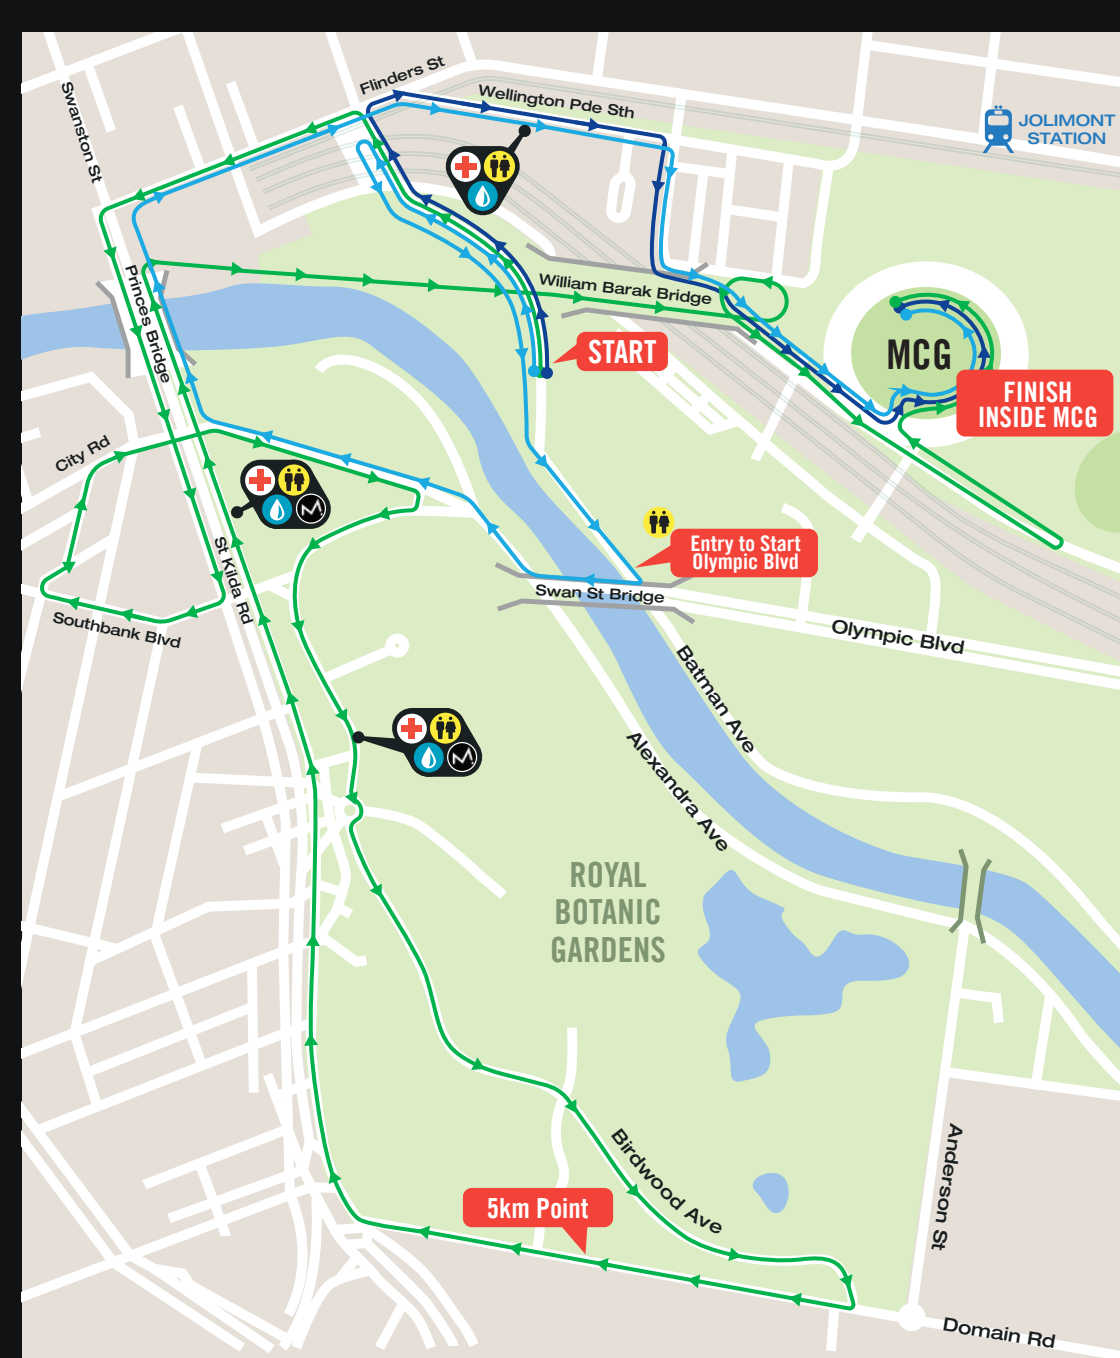 Flinders St
Swanston St
Wellington Pde Sth
JOLIMONT
STATION
Princes Bridge
William Barak Bridge
START
MCG
FINISH
INSIDE MCG
City Rd
M
St Kilda Rd
Entry to Start
Olympic Blvd
Swan St Bridge
Southbank Blvd
Olympic Blvd
Batman Ave
M
Alexandra Ave
ROYAL
BOTANIC
GARDENS
Birdwood Ave
Anderson St
5km Point
Domain Rd